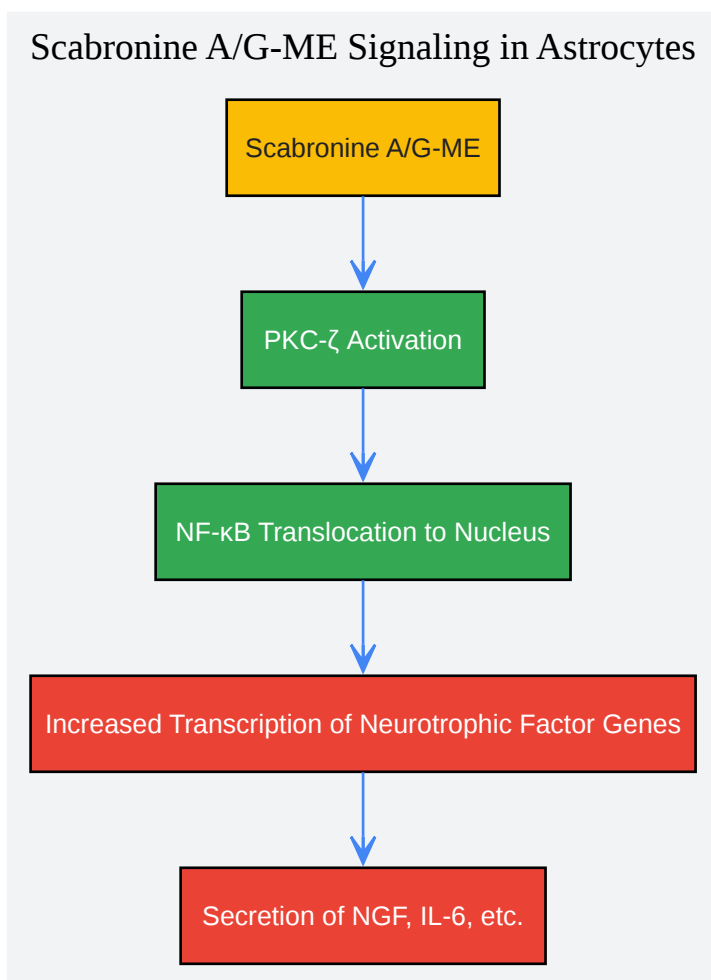 Scabronine A/G-ME Signaling in Astrocytes
Scabronine A/G-ME
PKC-ζ Activation
NF-κB Translocation to Nucleus
Increased Transcription of Neurotrophic Factor Genes
Secretion of NGF, IL-6, etc.